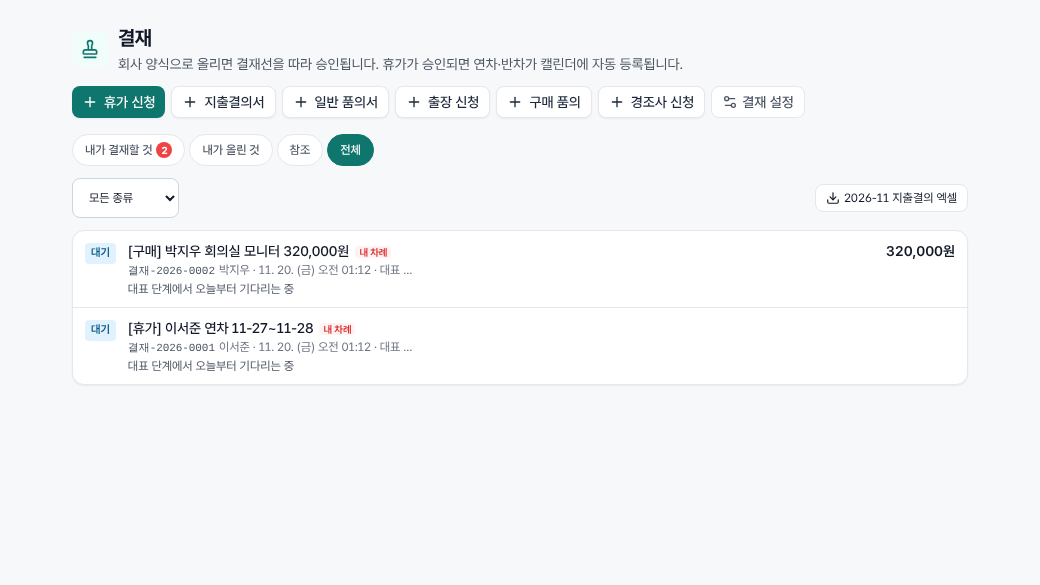 결재
회사 양식으로 올리면 결재선을 따라 승인됩니다. 휴가가 승인되면 연차·반차가 캘린더에 자동 등록됩니다.
+ 휴가 신청 + 지출결의서 + 일반 품의서 + 출장 신청 + 구매 품의 + 경조사 신청 결재 설정
내가 결재할 것 2 내가 올린 것 참조 전체
모든 종류 2026-11 지출결의 엑셀
대기 [구매] 박지우 회의실 모니터 320,000원 내 차례 320,000원
결재-2026-0002 박지우 · 11. 20. (금) 오전 01:12 · 대표 ...
대표 단계에서 오늘부터 기다리는 중
대기 [휴가] 이서준 연차 11-27~11-28 내 차례
결재-2026-0001 이서준 · 11. 20. (금) 오전 01:12 · 대표 ...
대표 단계에서 오늘부터 기다리는 중